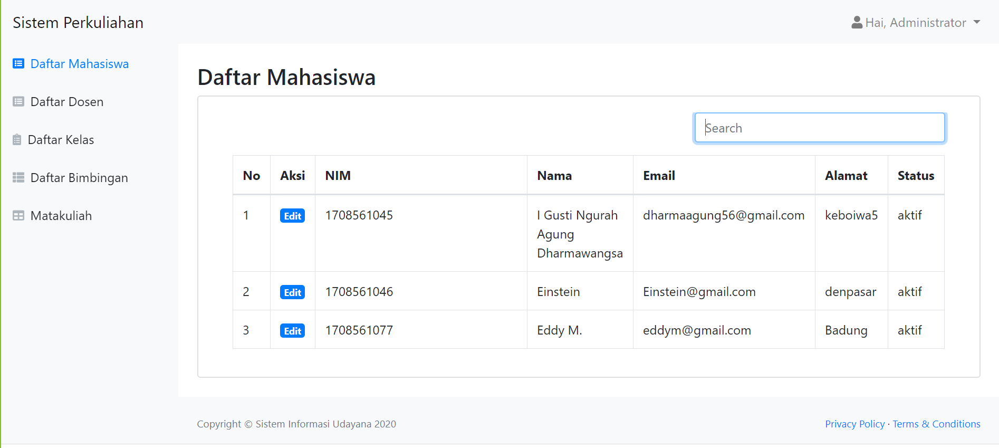 Sistem Perkuliahan
Hai, Administrator
Daftar Mahasiswa
Daftar Dosen
Daftar Kelas
Daftar Bimbingan
Matakuliah
Daftar Mahasiswa
Search
No Aksi NIM Nama Email Alamat Status
1 Edit 1708561045 I Gusti Ngurah dharmaagung56@gmail.com keboiwa5 aktif
Agung
Dharmawangsa
2 Edit 1708561046 Einstein Einstein@gmail.com denpasar aktif
3 Edit 1708561077 Eddy M. eddym@gmail.com Badung aktif
Copyright © Sistem Informasi Udayana 2020
Privacy Policy · Terms & Conditions